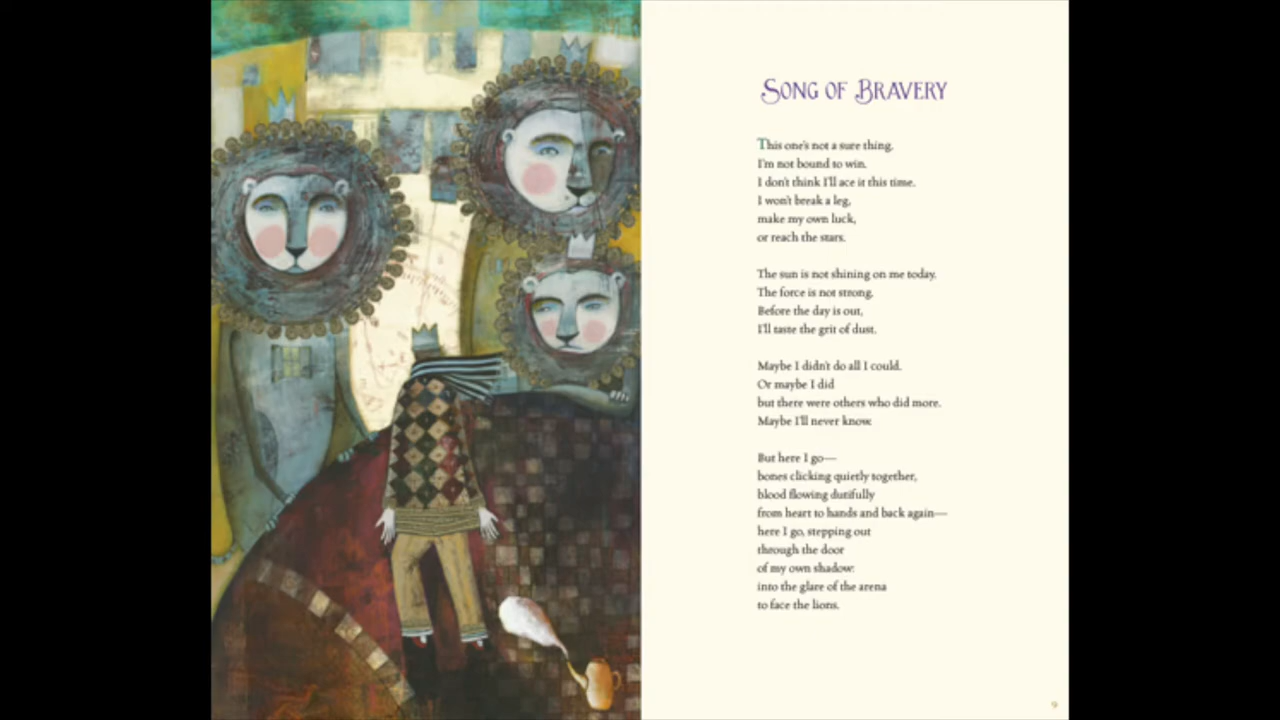 SONG OF BRAVERY
This one's not a sure thing.
I'm not bound to win.
I don't think I'll ace it this time.
I won't break a leg,
make my own luck,
or reach the stars.
The sun is not shining on me today.
The force is not strong.
Before the day is out,
I'll taste the grit of dust.
Maybe I didn't do all I could.
Or maybe I did
but there were others who did more.
Maybe I'll never know.
But here I go—
bones clicking quietly together,
blood flowing dutifully
from heart to hands and back again—
here I go, stepping out
through the door
of my own shadow:
into the glare of the arena
to face the lions.
9